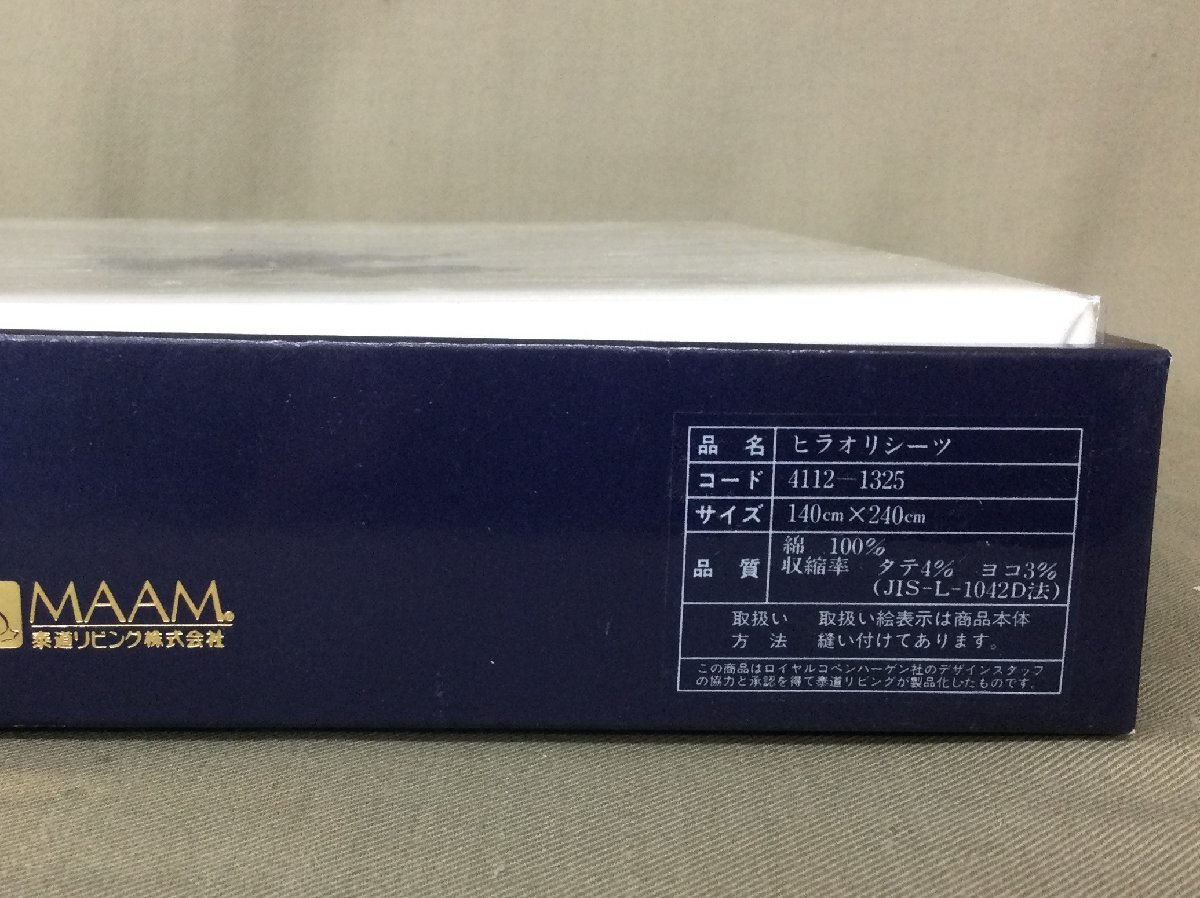 MAAM®
泰道リビング株式会社
品名 ヒラオリシーツ
コード 4112-1325
サイズ 140cm×240cm
品質 綿 100%
収縮率 タテ4% ヨコ3%
(JIS-L-1042D法)
取扱い 取扱い絵表示は商品本体
方法 縫い付けてあります。
この商品はロイヤルコペンハーゲン社のデザインスタッフ
の協力と承認を得て泰道リビングが製品化したものです。